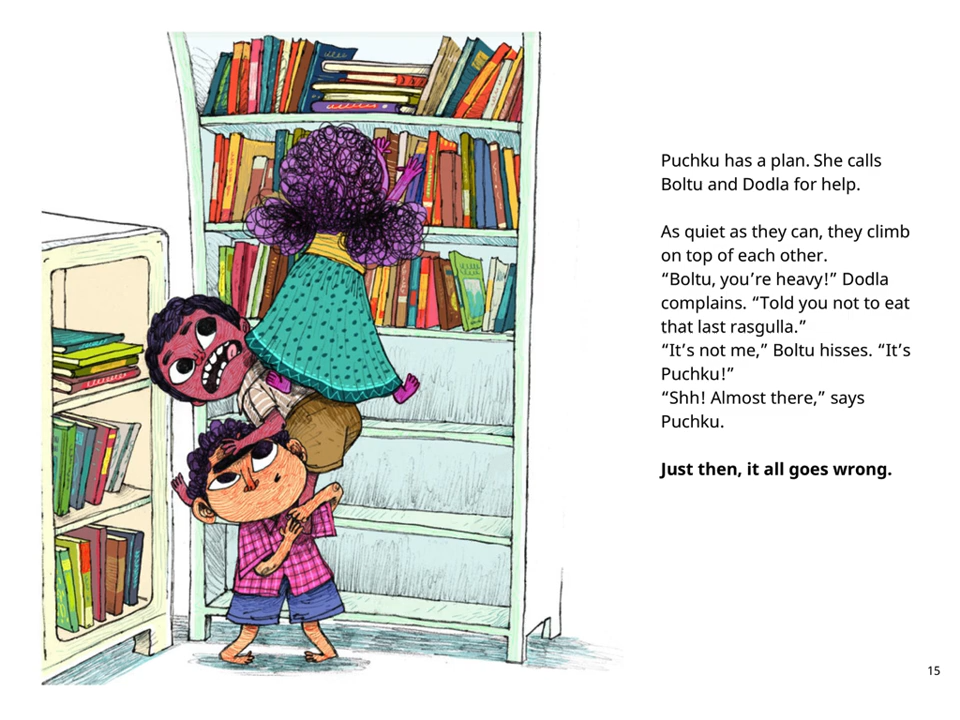 Puchku has a plan. She calls
Boltu and Dodla for help.
As quiet as they can, they climb
on top of each other.
“Boltu, you’re heavy!” Dodla
complains. “Told you not to eat
that last rasgulla.”
“It’s not me,” Boltu hisses. “It’s
Puchku!”
“Shh! Almost there,” says
Puchku.
Just then, it all goes wrong.
15